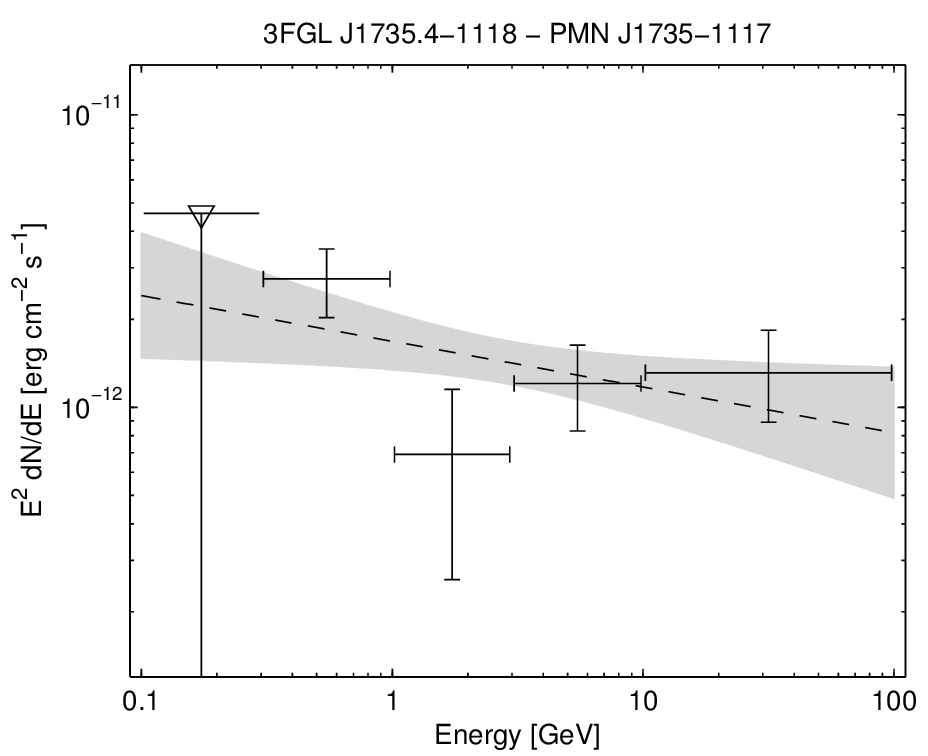 3FGL J1735.4−1118 − PMN J1735−1117
10⁻¹¹
10⁻¹²
E² dN/dE [erg cm⁻² s⁻¹]
0.1 1 10 100
Energy [GeV]